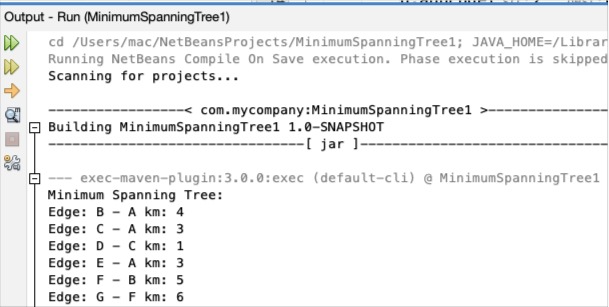 Output - Run (MinimumSpanningTree1)
cd /Users/mac/NetBeansProjects/MinimumSpanningTree1; JAVA_HOME=/Librar
Running NetBeans Compile On Save execution. Phase execution is skipped
Scanning for projects...
-----------------< com.mycompany:MinimumSpanningTree1 >---------------
Building MinimumSpanningTree1 1.0-SNAPSHOT
--------------------------------[ jar ]-------------------------------
--- exec-maven-plugin:3.0.0:exec (default-cli) @ MinimumSpanningTree1
Minimum Spanning Tree:
Edge: B - A km: 4
Edge: C - A km: 3
Edge: D - C km: 1
Edge: E - A km: 3
Edge: F - B km: 5
Edge: G - F km: 6